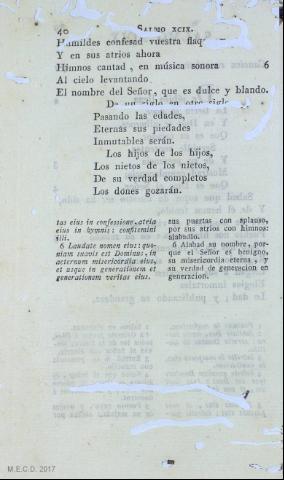 40 Salmo XCIX.
Humildes confesad vuestra flaq
Y en sus atrios ahora
Himnos cantad, en música sonora 6
Al cielo levantando
El nombre del Señor, que es dulce y blando.
De un siglo en otro siglo
Pasando las edades,
Eternas sus piedades
Inmutables serán.
Los hijos de los hijos,
Los nietos de los nietos,
De su verdad completos
Los dones gozarán.
tas eius in confessione, atria
eius in hymnis: confitemini
illi.
6 Laudate nomen eius: quo-
niam suavis est Dominus; in
aeternum misericordia eius,
et usque in generationem et
generationem veritas eius.
sus puertas con aplauso,
por sus atrios con himnos:
alabadlo.
6 Alabad su nombre, por-
que el Señor es benigno,
su misericordia eterna, y
su verdad de generacion en
generacion.
M.E.C.D. 2017